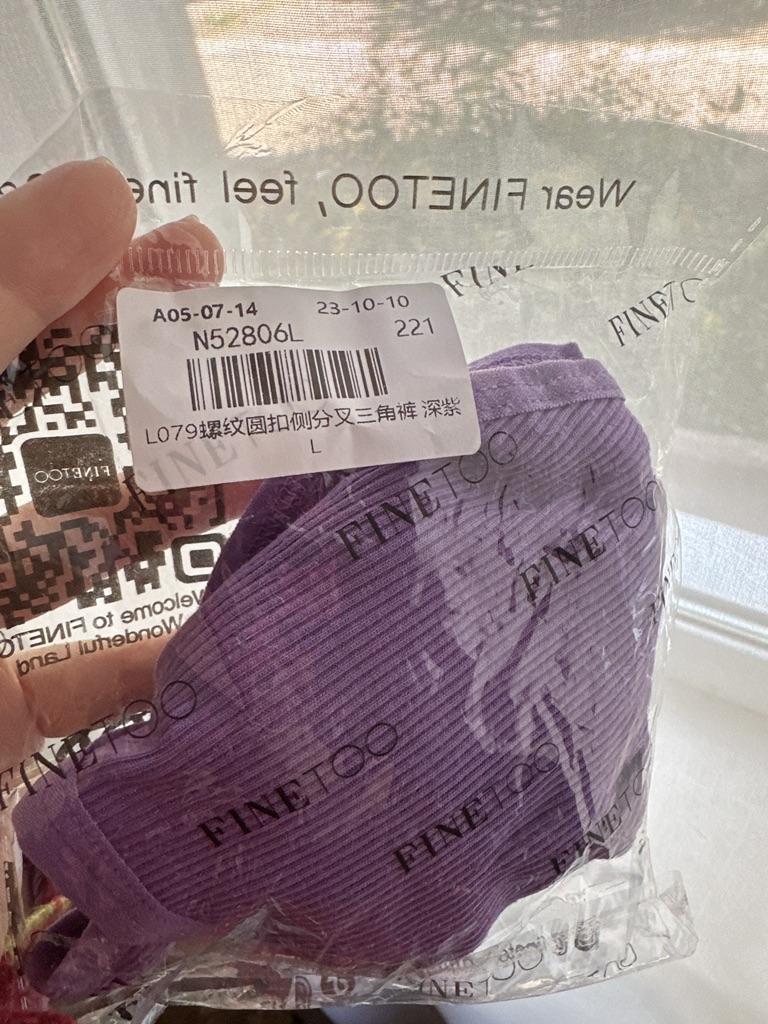 Wear FINETOO, feel fine
FINETOO
A05-07-14 23-10-10
N52806L 221
L079螺纹圆扣侧分叉三角裤 深紫
L
FINETOO
FINETOO
FINETOO
Welcome to FINETOO
Wonderful Land
FINETOO
FINETOO
FINETOO